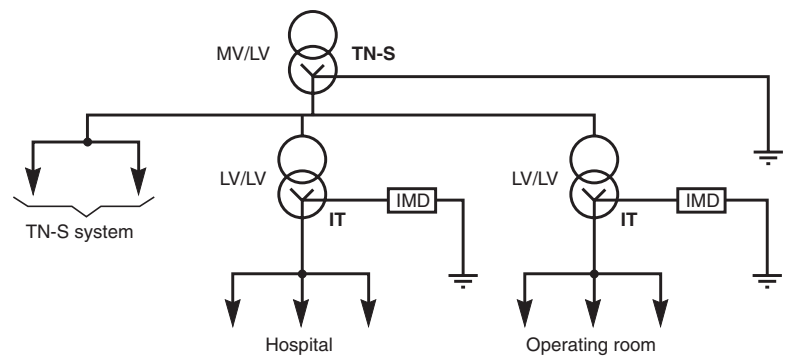 MV/LV
TN-S
LV/LV
IMD
IT
LV/LV
IMD
IT
TN-S system
Hospital
Operating room